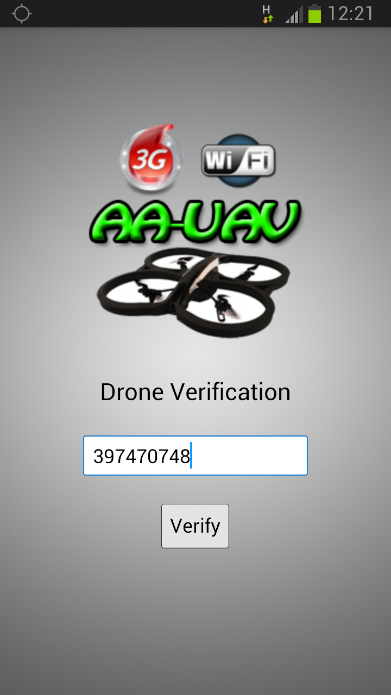 H
12:21
3G
Wi Fi
AA-UAV
Drone Verification
397470748
Verify